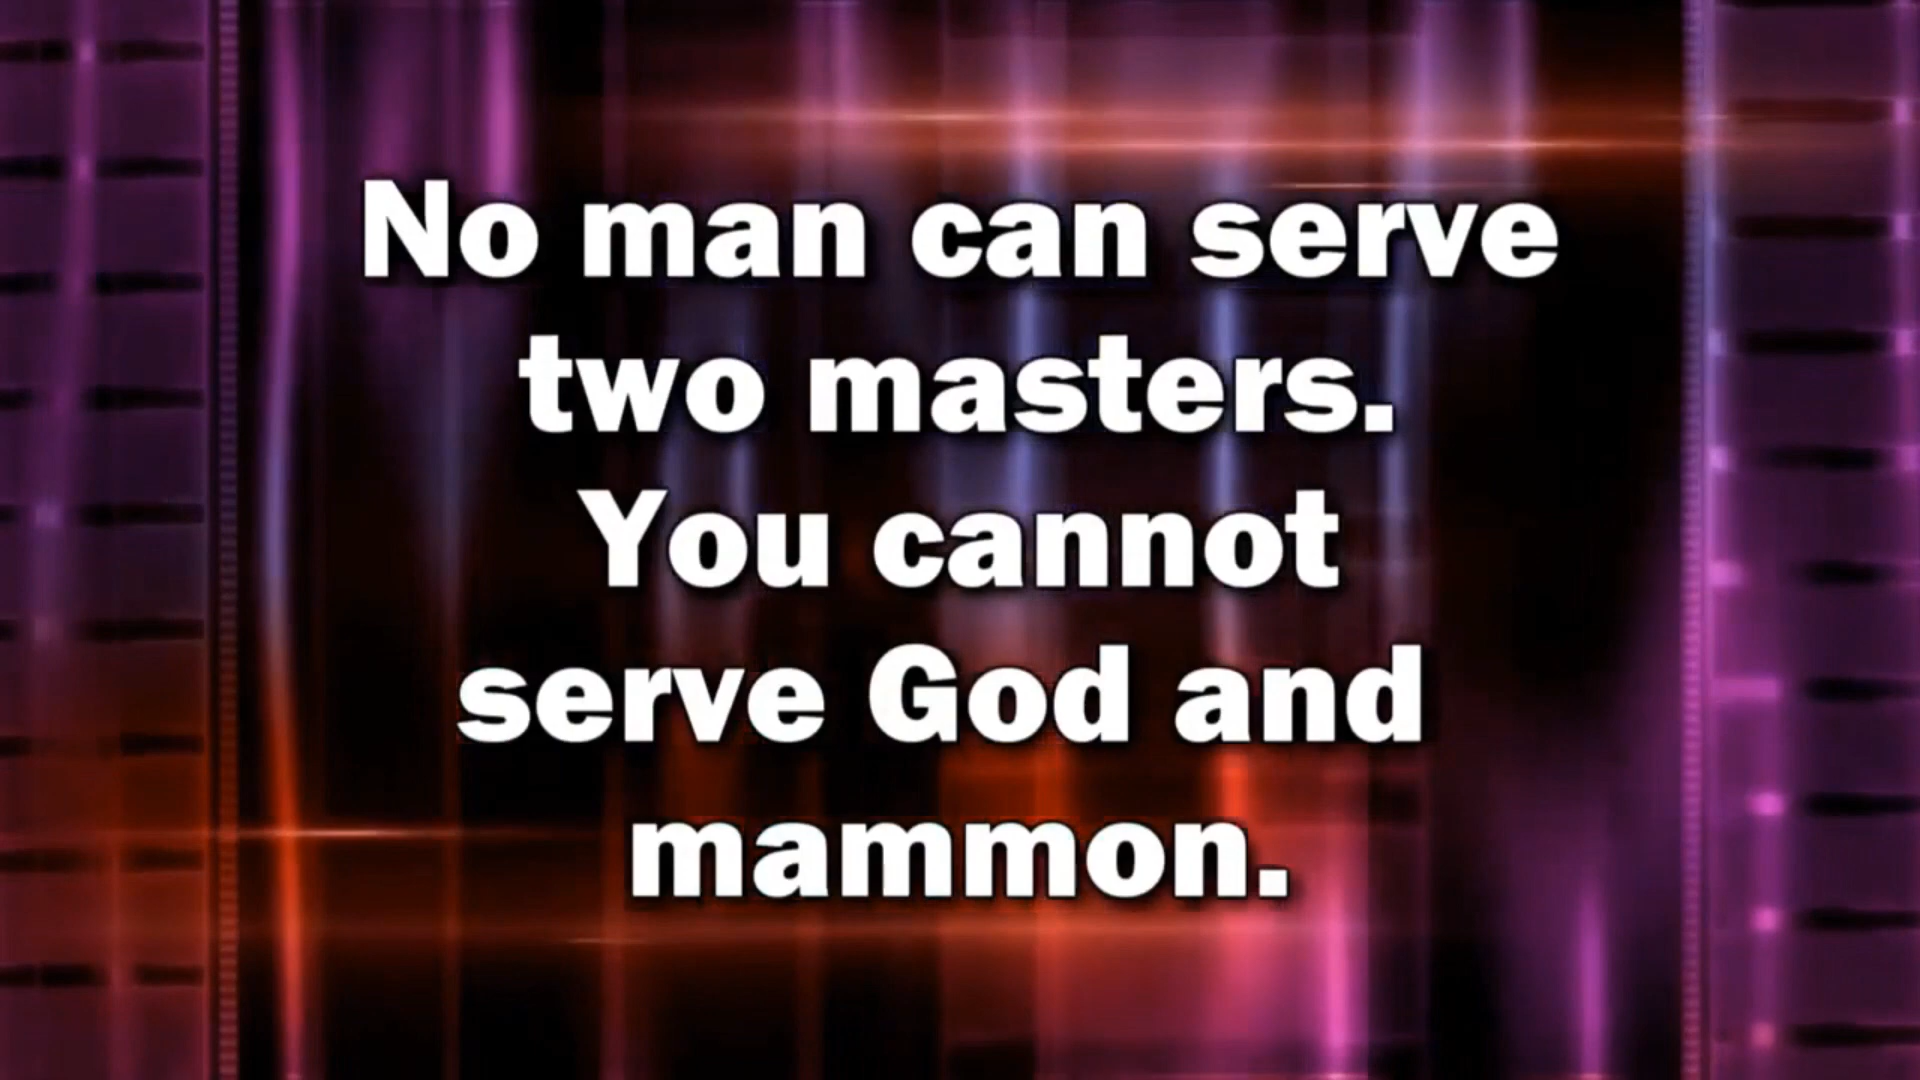 No man can serve
two masters.
You cannot
serve God and
mammon.